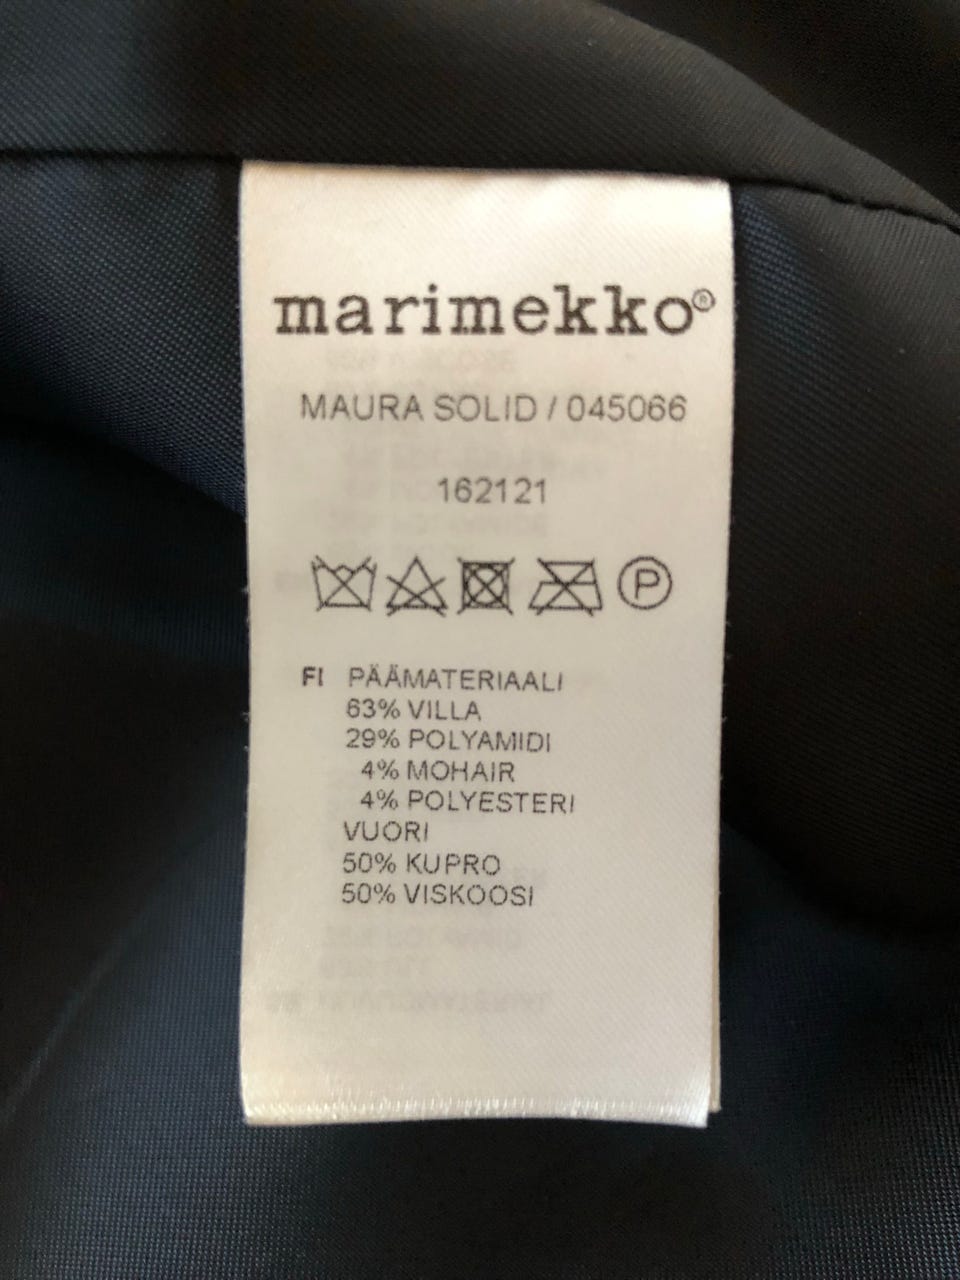 marimekko®
MAURA SOLID / 045066
162121
P
FI PÄÄMATERIAALI
63% VILLA
29% POLYAMIDI
4% MOHAIR
4% POLYESTERI
VUORI
50% KUPRO
50% VISKOOSI